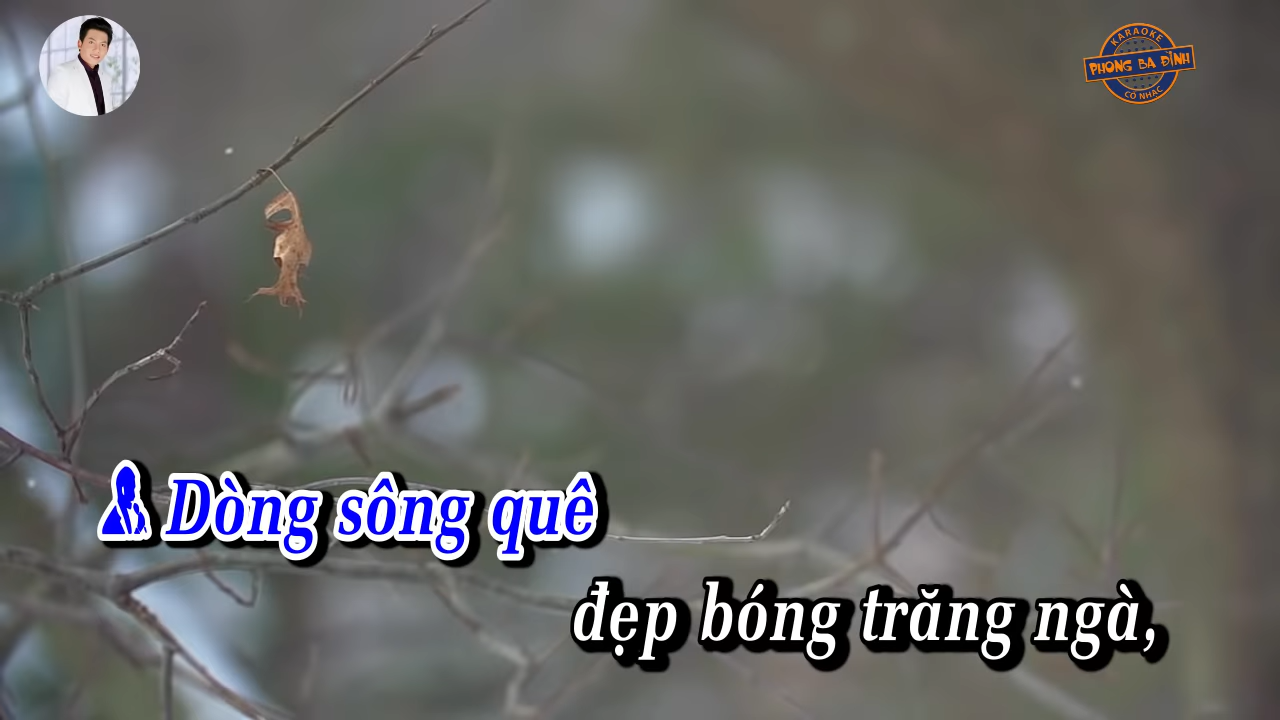 KARAOKE
PHONG BA ĐÌNH
CỔ NHẠC
Dòng sông quê
đẹp bóng trăng ngà,